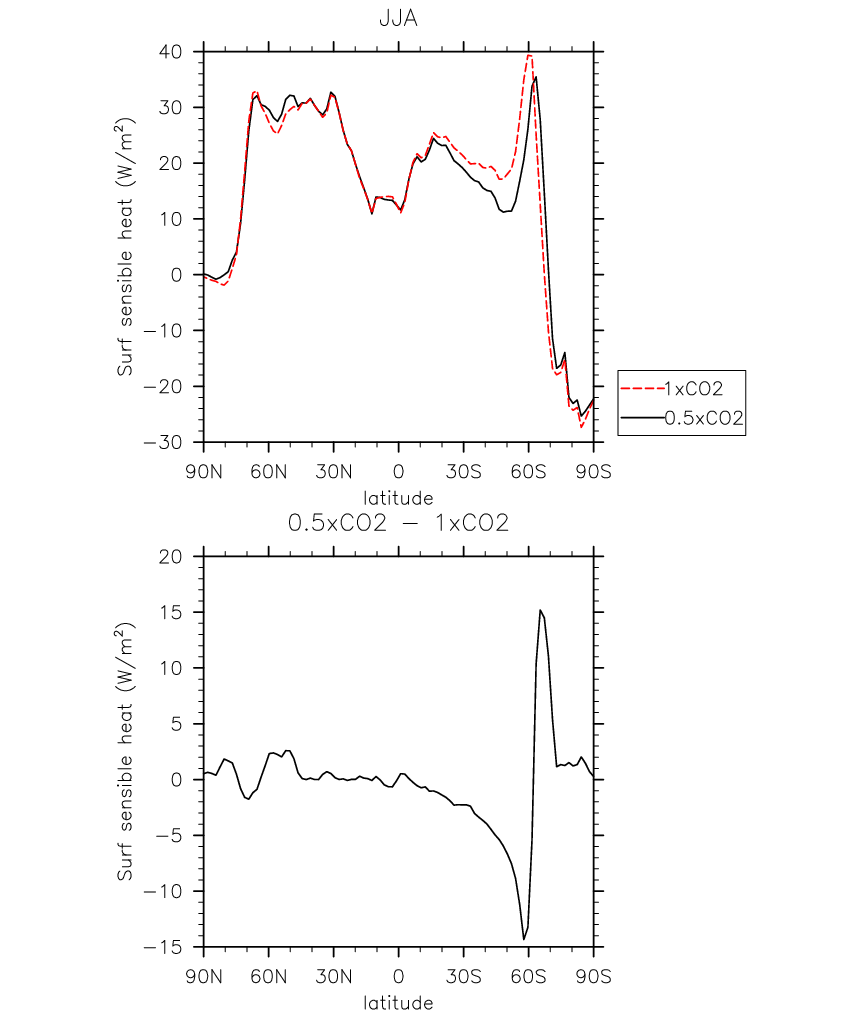 JJA
40
30
20
10
0
−10
−20
−30
Surf sensible heat (W/m²)
90N 60N 30N 0 30S 60S 90S
latitude
1xCO2
0.5xCO2
0.5xCO2 − 1xCO2
20
15
10
5
0
−5
−10
−15
Surf sensible heat (W/m²)
90N 60N 30N 0 30S 60S 90S
latitude